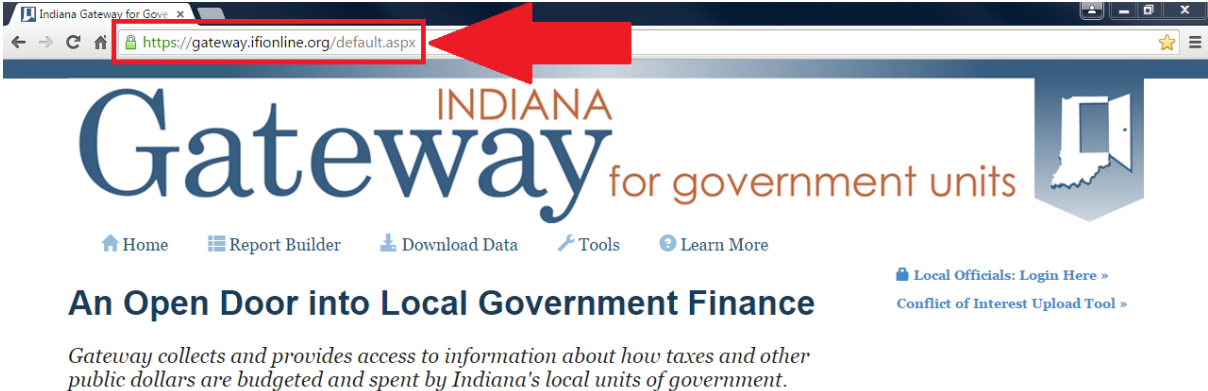 Indiana Gateway for Gove
https://gateway.ifionline.org/default.aspx
INDIANA
Gateway for government units
Home Report Builder Download Data Tools Learn More
Local Officials: Login Here »
An Open Door into Local Government Finance
Conflict of Interest Upload Tool »
Gateway collects and provides access to information about how taxes and other
public dollars are budgeted and spent by Indiana's local units of government.